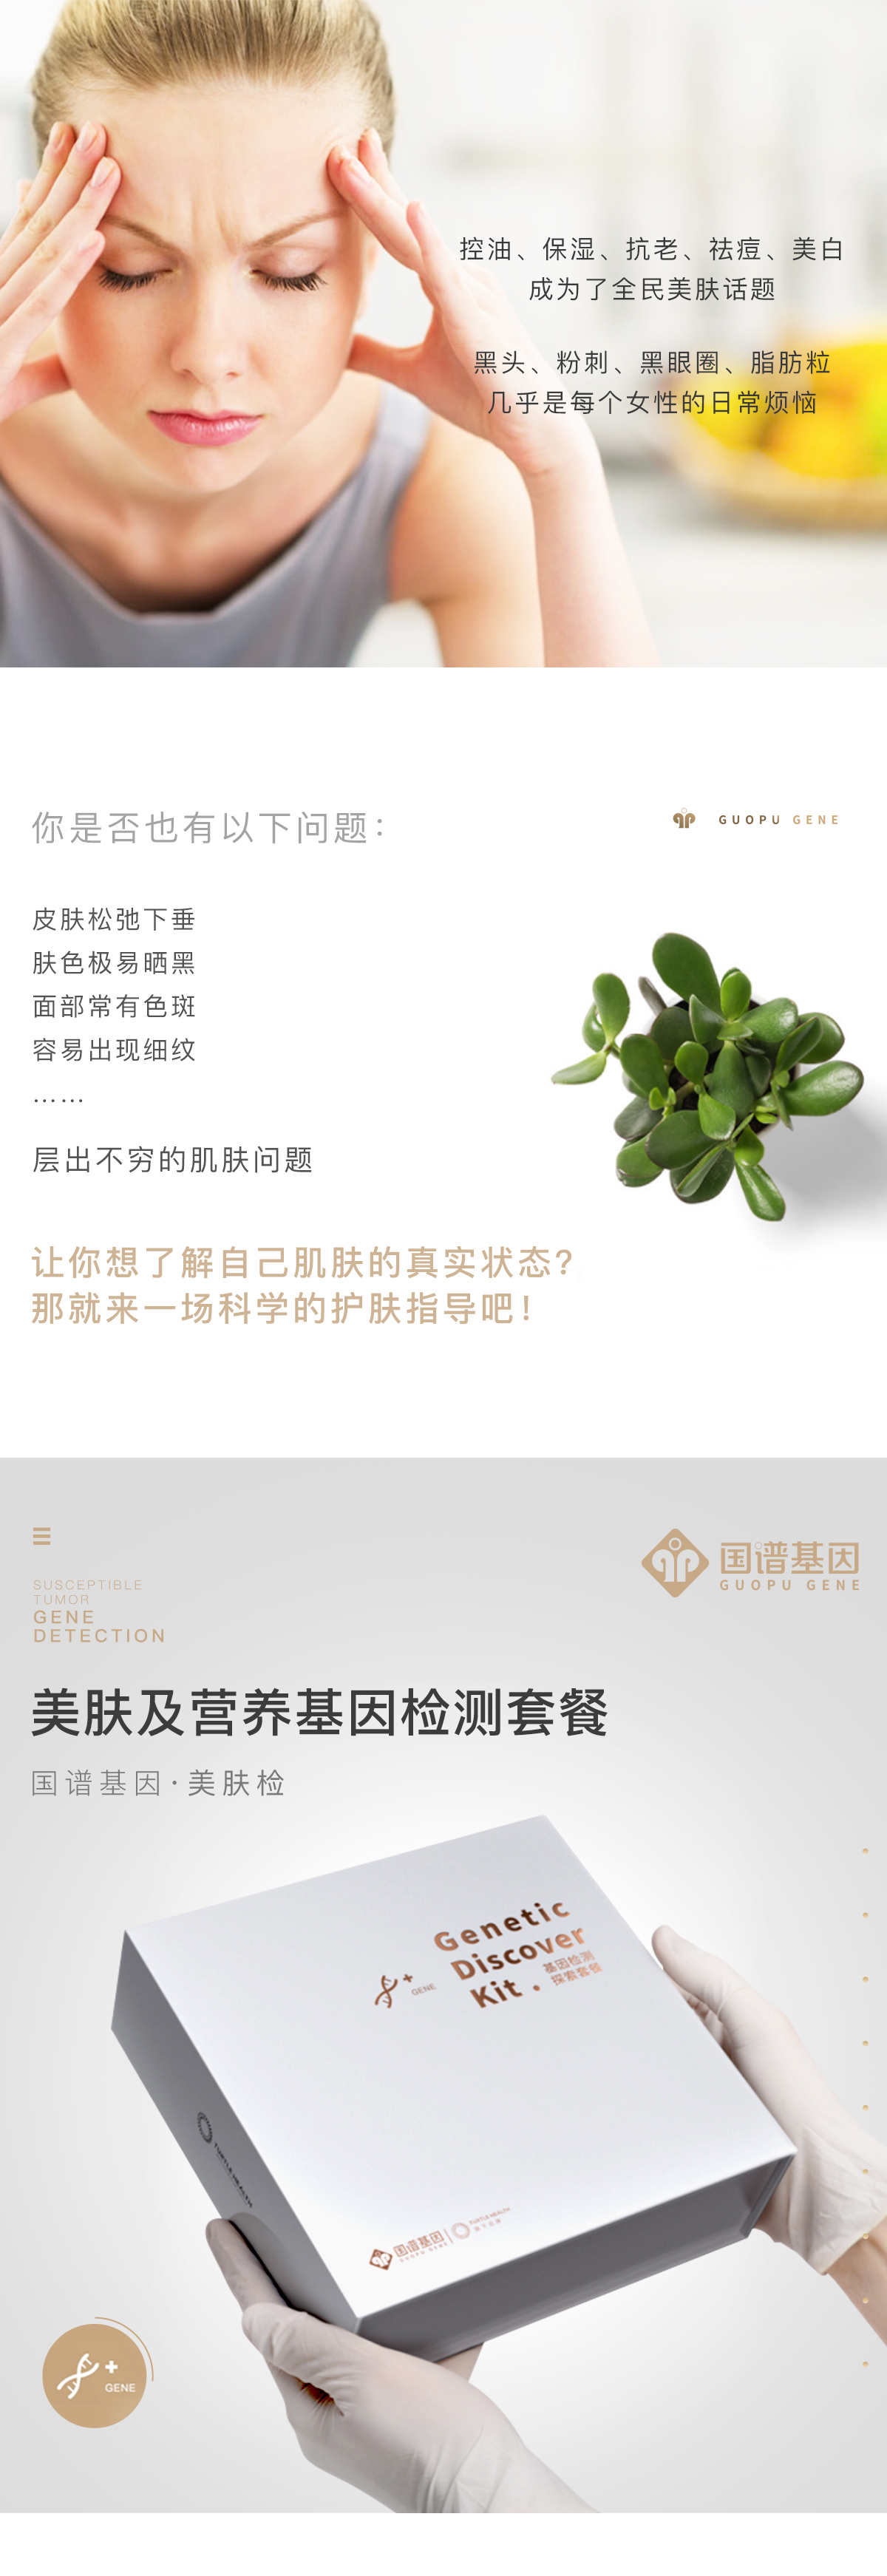 控油、保湿、抗老、祛痘、美白
成为了全民美肤话题
黑头、粉刺、黑眼圈、脂肪粒
几乎是每个女性的日常烦恼
你是否也有以下问题：
GUOPU GENE
皮肤松弛下垂
肤色极易晒黑
面部常有色斑
容易出现细纹
……
层出不穷的肌肤问题
让你想了解自己肌肤的真实状态？
那就来一场科学的护肤指导吧！
国谱基因
GUOPU GENE
SUSCEPTIBLE
TUMOR
GENE
DETECTION
美肤及营养基因检测套餐
国谱基因·美肤检
Genetic
Discover
Kit.
基因检测
探索套餐
GENE
TURTLE HEALTH
国谱基因
GUOPU GENE
TURTLE HEALTH
GENE